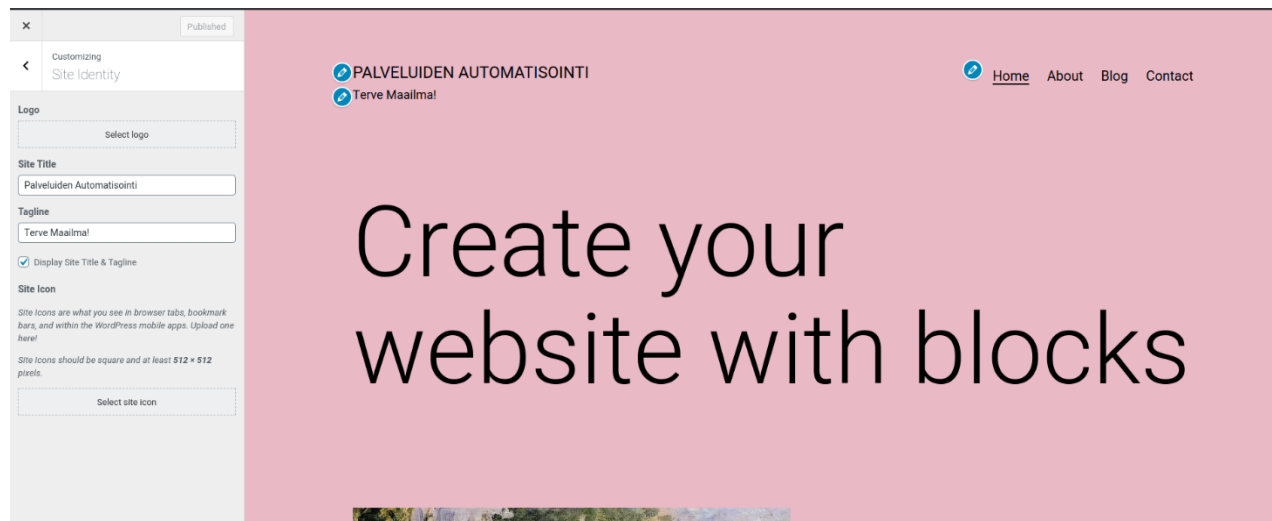 Published
Customizing
Site Identity
Logo
Select logo
Site Title
Palveluiden Automatisointi
Tagline
Terve Maailma!
Display Site Title & Tagline
Site Icon
Site Icons are what you see in browser tabs, bookmark
bars, and within the WordPress mobile apps. Upload one
here!
Site Icons should be square and at least 512 × 512
pixels.
Select site icon
PALVELUIDEN AUTOMATISOINTI
Terve Maailma!
Home About Blog Contact
Create your
website with blocks